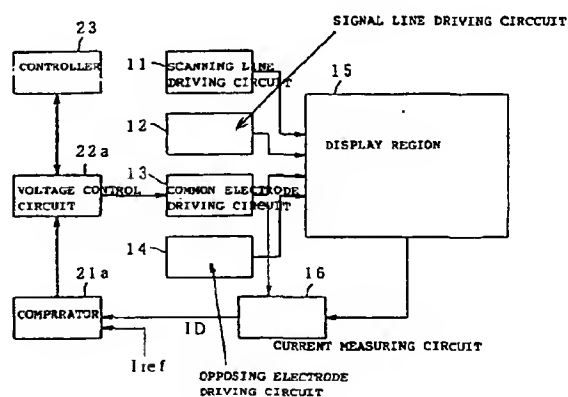 SIGNAL LINE DRIVING CIRCCUIT
23
CONTROLLER
11
SCANNING LINE
DRIVING CIRCUIT
15
12
DISPLAY REGION
22a
VOLTAGE CONTROL
CIRCUIT
13
COMMON ELECTRODE
DRIVING CIRCUIT
14
21a
COMPARATOR
16
ID
Iref
CURRENT MEASURING CIRCUIT
OPPOSING ELECTRODE
DRIVING CIRCUIT